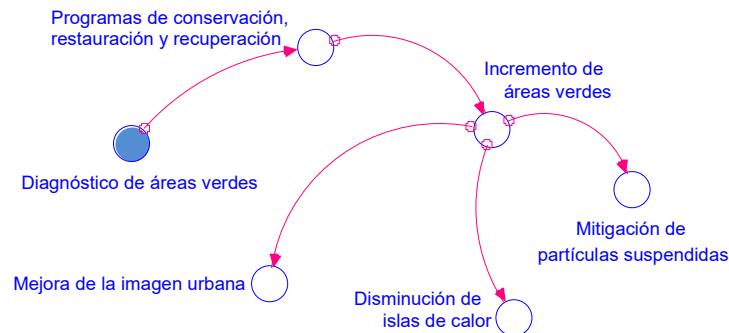 Programas de conservación,
restauración y recuperación
Incremento de
áreas verdes
Diagnóstico de áreas verdes
Mitigación de
partículas suspendidas
Mejora de la imagen urbana
Disminución de
islas de calor